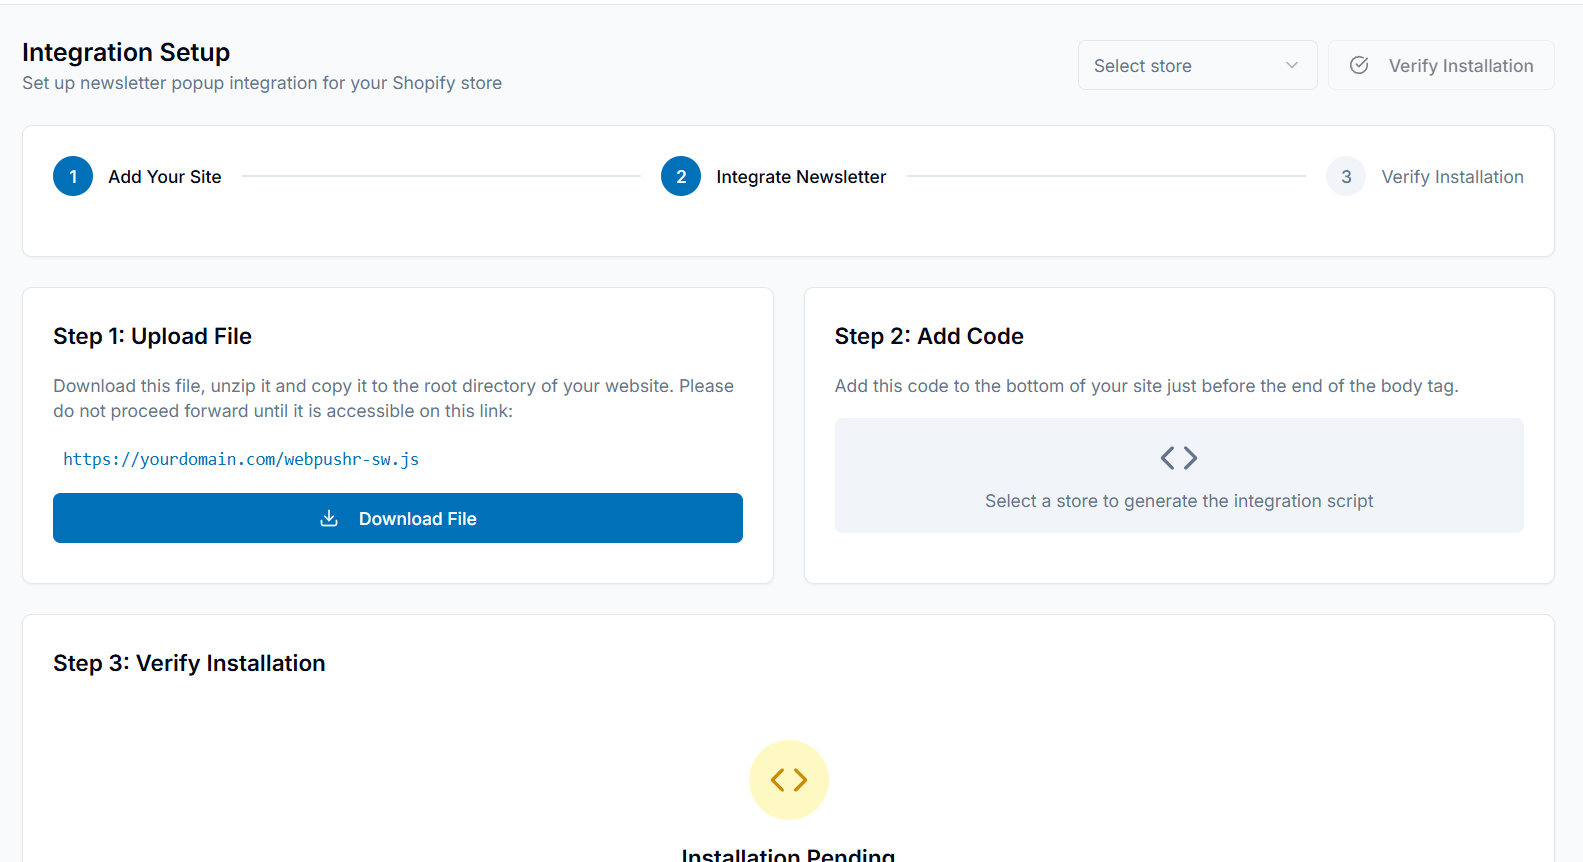 Integration Setup
Set up newsletter popup integration for your Shopify store
Select store
Verify Installation
1 Add Your Site
2 Integrate Newsletter
3 Verify Installation
Step 1: Upload File
Download this file, unzip it and copy it to the root directory of your website. Please
do not proceed forward until it is accessible on this link:
https://yourdomain.com/webpushr-sw.js
Download File
Step 2: Add Code
Add this code to the bottom of your site just before the end of the body tag.
Select a store to generate the integration script
Step 3: Verify Installation
Installation Pending